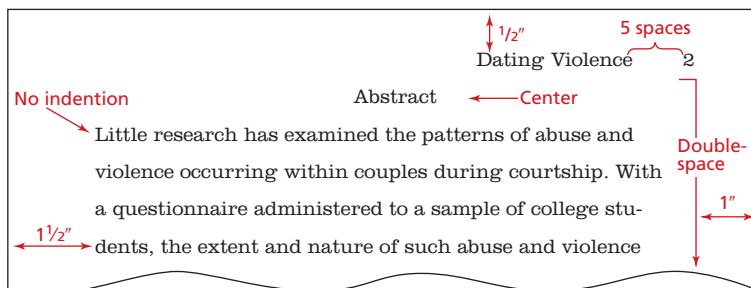 1/2" 5 spaces
Dating Violence 2
No indention Abstract Center
Little research has examined the patterns of abuse and
violence occurring within couples during courtship. With
a questionnaire administered to a sample of college stu-
dents, the extent and nature of such abuse and violence
Double-
space
1"
1 1/2"